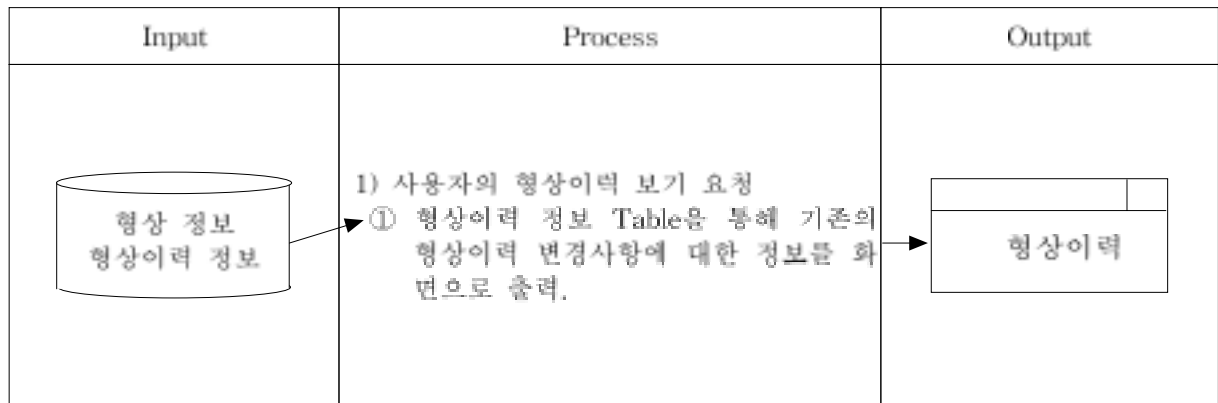 Input
Process
Output
형상 정보
형상이력 정보
1) 사용자의 형상이력 보기 요청
① 형상이력 정보 Table을 통해 기존의
형상이력 변경사항에 대한 정보를 화
면으로 출력.
형상이력